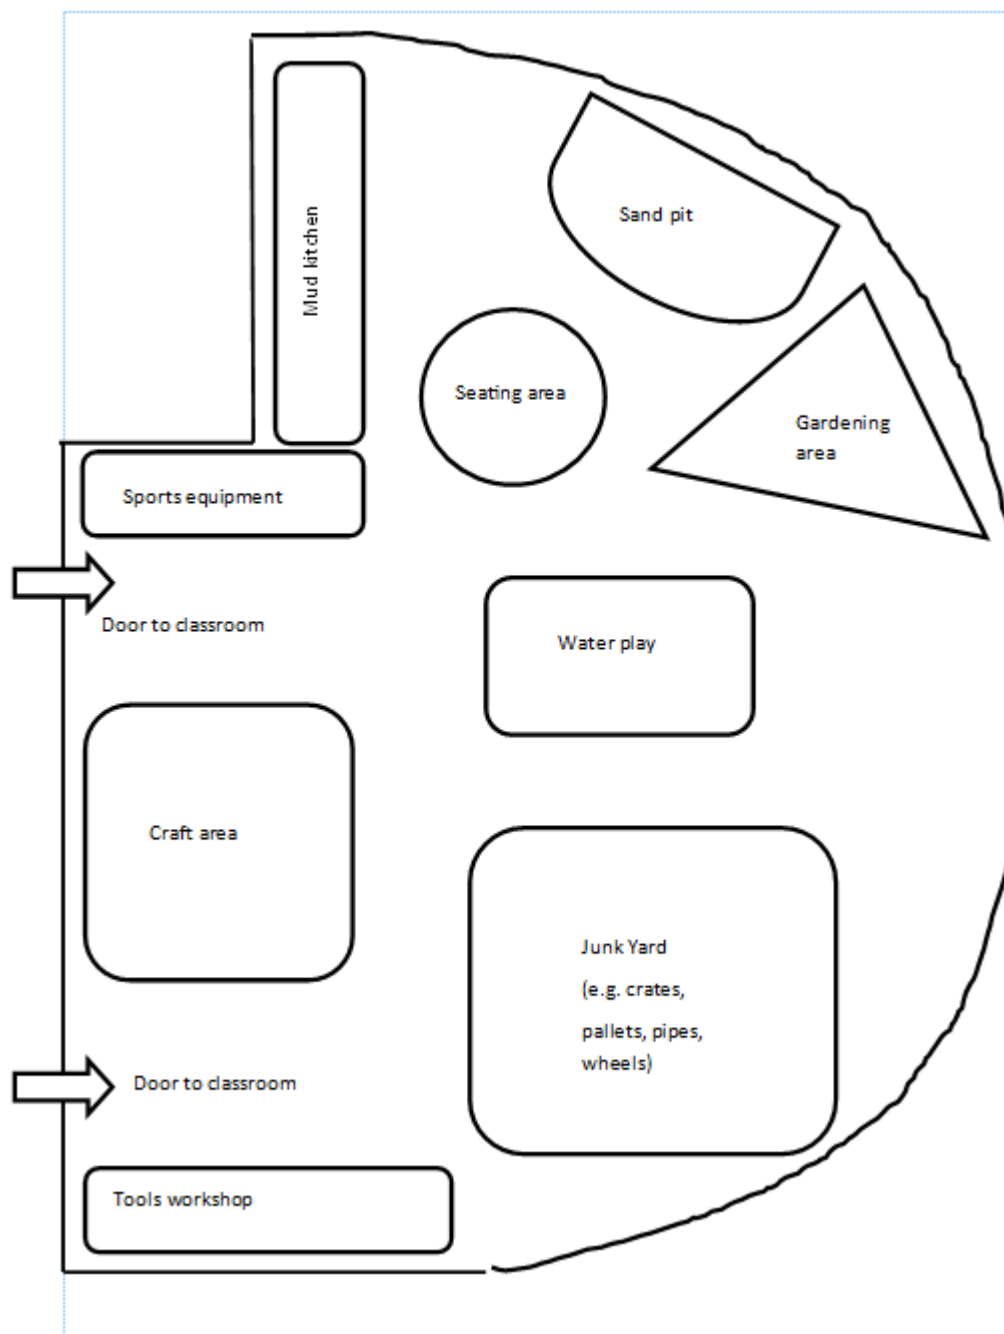 Mud kitchen
Sand pit
Seating area
Gardening
area
Sports equipment
Door to classroom
Water play
Craft area
Junk Yard
(e.g. crates,
pallets, pipes,
wheels)
Door to classroom
Tools workshop